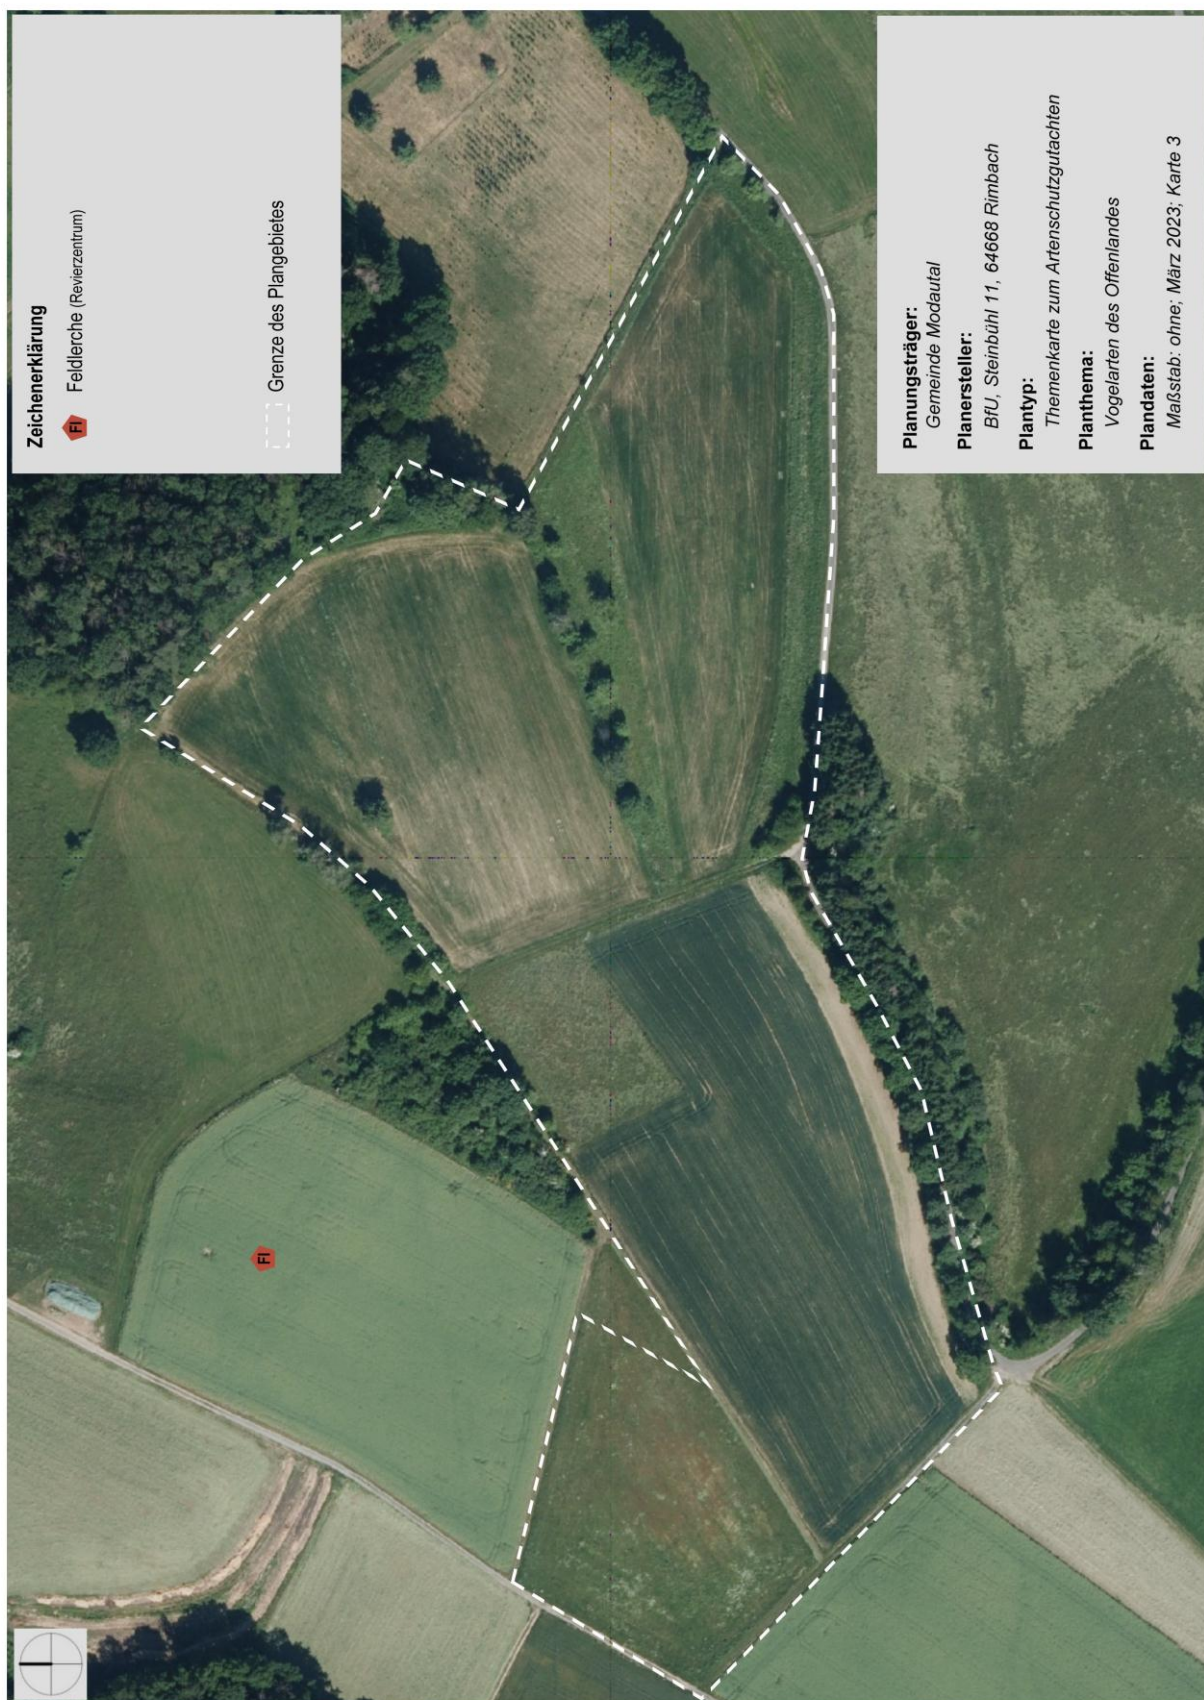 Zeichenerklärung
Fl
Feldlerche (Revierzentrum)
Grenze des Plangebietes
Fl
Planungsträger:
Gemeinde Modautal
Planersteller:
BfU, Steinbühl 11, 64668 Rimbach
Plantyp:
Themenkarte zum Artenschutzgutachten
Planthema:
Vogelarten des Offenlandes
Plandaten:
Maßstab: ohne; März 2023; Karte 3